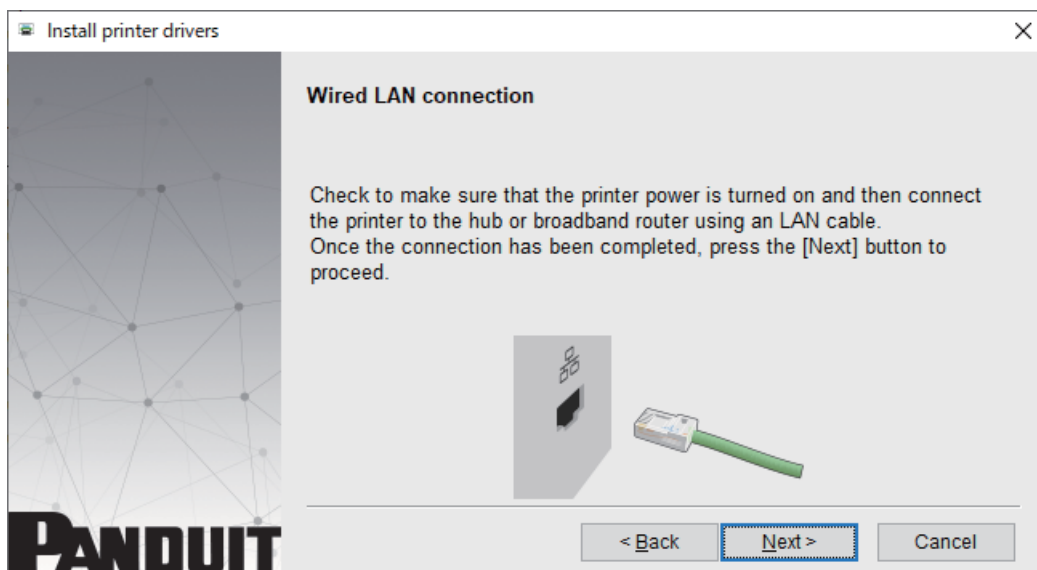 Install printer drivers
Wired LAN connection
Check to make sure that the printer power is turned on and then connect
the printer to the hub or broadband router using an LAN cable.
Once the connection has been completed, press the [Next] button to
proceed.
PANDUIT
< Back
Next >
Cancel